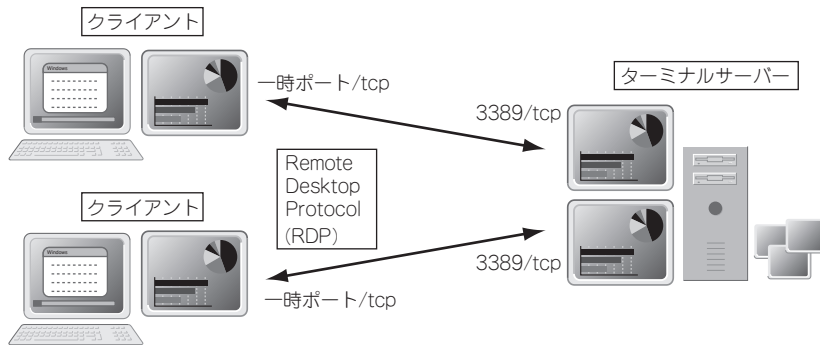 クライアント
Windows
一時ポート/tcp
ターミナルサーバー
3389/tcp
Remote
Desktop
Protocol
(RDP)
クライアント
Windows
3389/tcp
一時ポート/tcp